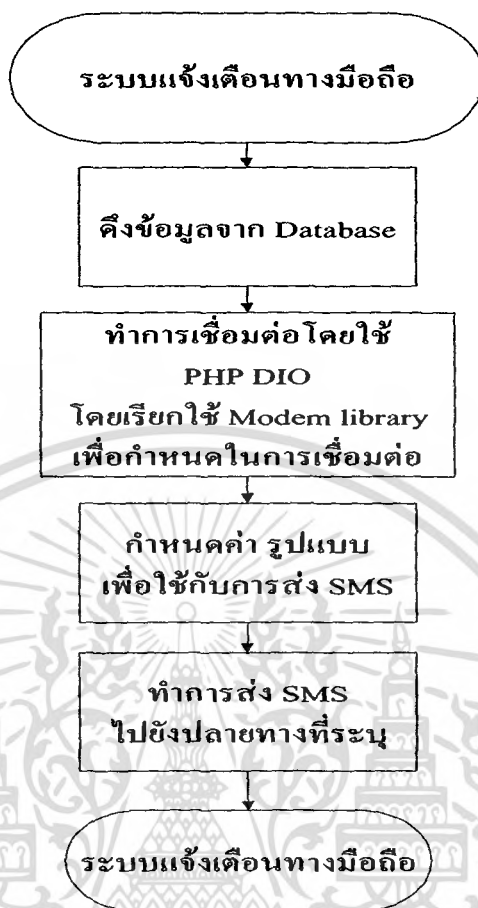 ระบบแจ้งเตือนทางมือถือ
ดึงข้อมูลจาก Database
ทำการเชื่อมต่อโดยใช้
PHP DIO
โดยเรียกใช้ Modem library
เพื่อกำหนดในการเชื่อมต่อ
กำหนดค่า รูปแบบ
เพื่อใช้กับการส่ง SMS
ทำการส่ง SMS
ไปยังปลายทางที่ระบุ
ระบบแจ้งเตือนทางมือถือ